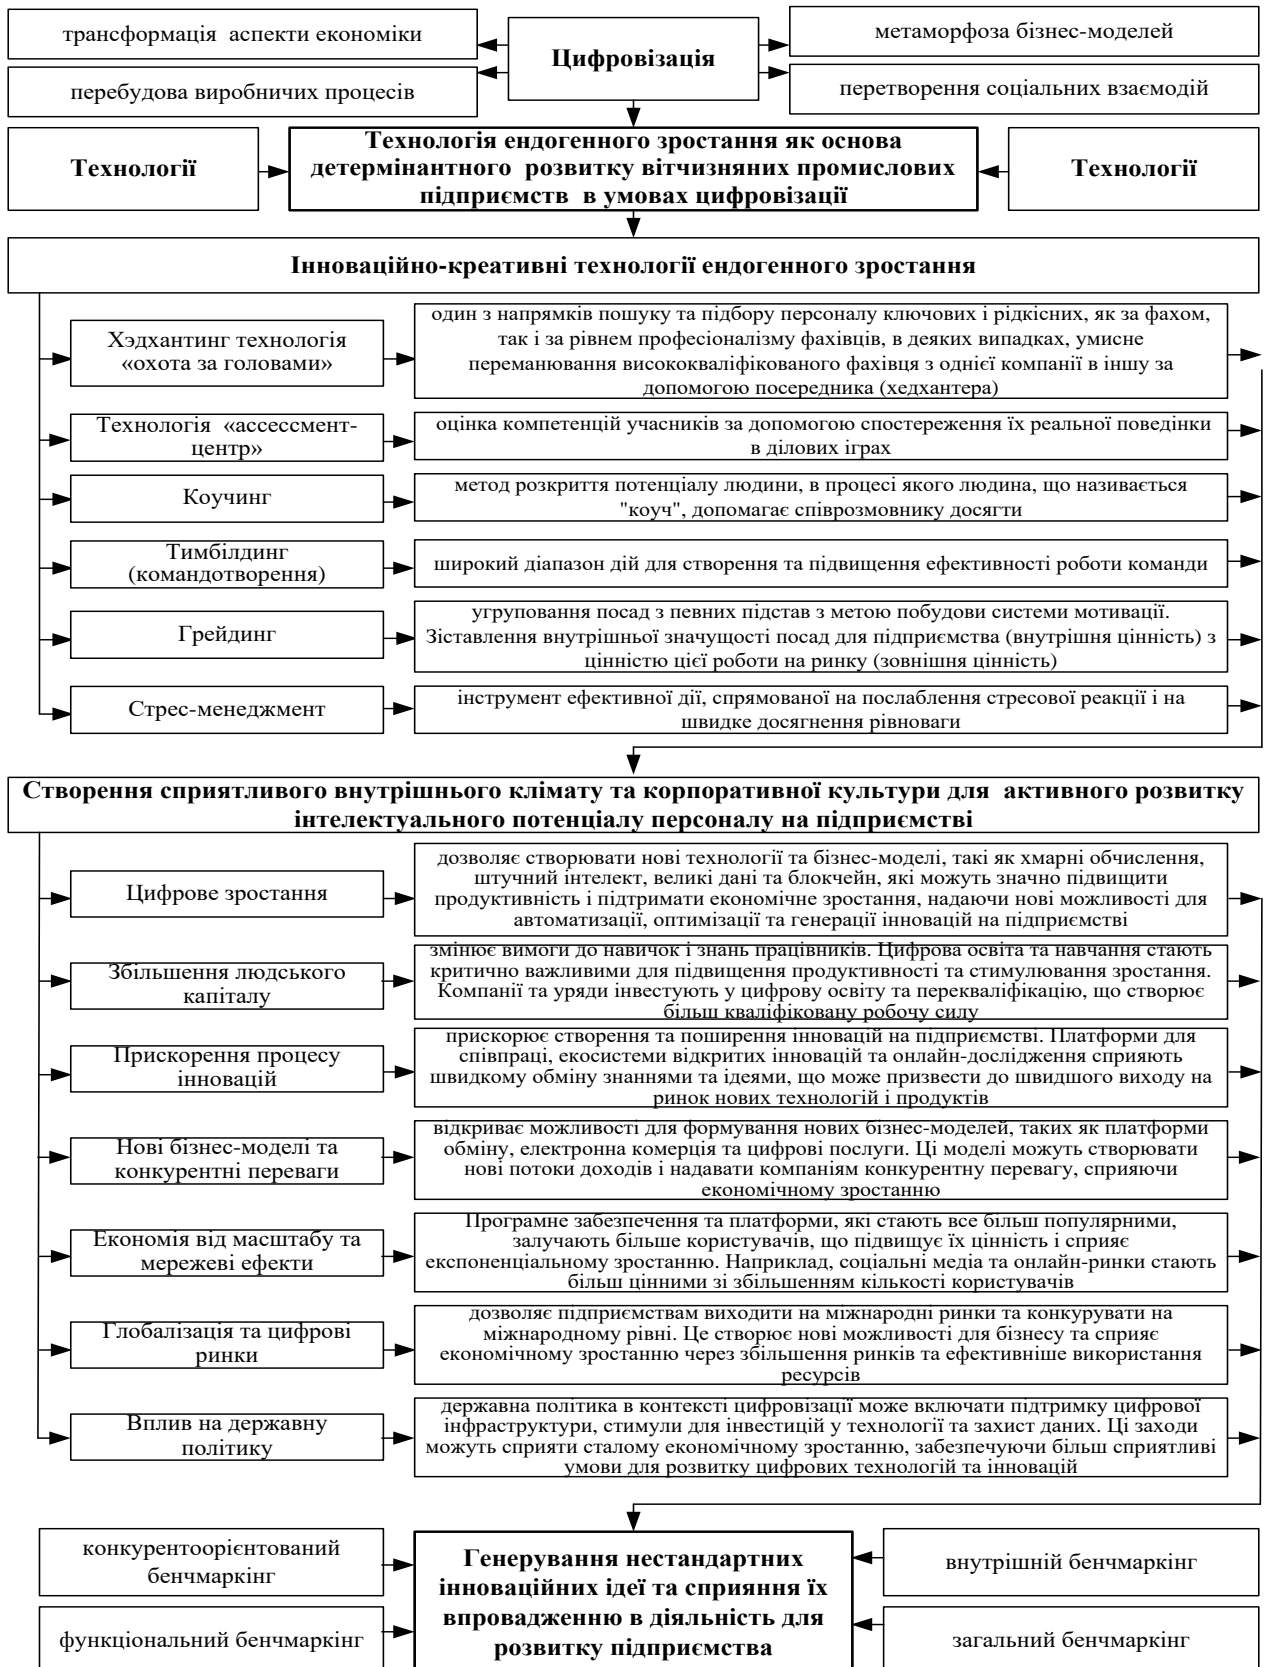 трансформація аспекти економіки
Цифровізація
метаморфоза бізнес-моделей
перебудова виробничих процесів
перетворення соціальних взаємодій
Технології
Технологія ендогенного зростання як основа
детермінантного розвитку вітчизняних промислових
підприємств в умовах цифровізації
Технології
Інноваційно-креативні технології ендогенного зростання
Хэдхантинг технологія
«охота за головами»
один з напрямків пошуку та підбору персоналу ключових і рідкісних, як за фахом,
так і за рівнем професіоналізму фахівців, в деяких випадках, умисне
переманювання висококваліфікованого фахівця з однієї компанії в іншу за
допомогою посередника (хедхантера)
Технологія «ассессмент-
центр»
оцінка компетенцій учасників за допомогою спостереження їх реальної поведінки
в ділових іграх
Коучинг
метод розкриття потенціалу людини, в процесі якого людина, що називається
"коуч", допомагає співрозмовнику досягти
Тимбілдинг
(командотворення)
широкий діапазон дій для створення та підвищення ефективності роботи команди
Грейдинг
угруповання посад з певних підстав з метою побудови системи мотивації.
Зіставлення внутрішньої значущості посад для підприємства (внутрішня цінність) з
цінністю цієї роботи на ринку (зовнішня цінність)
Стрес-менеджмент
інструмент ефективної дії, спрямованої на послаблення стресової реакції і на
швидке досягнення рівноваги
Створення сприятливого внутрішнього клімату та корпоративної культури для активного розвитку
інтелектуального потенціалу персоналу на підприємстві
Цифрове зростання
дозволяє створювати нові технології та бізнес-моделі, такі як хмарні обчислення,
штучний інтелект, великі дані та блокчейн, які можуть значно підвищити
продуктивність і підтримати економічне зростання, надаючи нові можливості для
автоматизації, оптимізації та генерації інновацій на підприємстві
Збільшення людського
капіталу
змінює вимоги до навичок і знань працівників. Цифрова освіта та навчання стають
критично важливими для підвищення продуктивності та стимулювання зростання.
Компанії та уряди інвестують у цифрову освіту та перекваліфікацію, що створює
більш кваліфіковану робочу силу
Прискорення процесу
інновацій
прискорює створення та поширення інновацій на підприємстві. Платформи для
співпраці, екосистеми відкритих інновацій та онлайн-дослідження сприяють
швидкому обміну знаннями та ідеями, що може призвести до швидшого виходу на
ринок нових технологій і продуктів
Нові бізнес-моделі та
конкурентні переваги
відкриває можливості для формування нових бізнес-моделей, таких як платформи
обміну, електронна комерція та цифрові послуги. Ці моделі можуть створювати
нові потоки доходів і надавати компаніям конкурентну перевагу, сприяючи
економічному зростанню
Економія від масштабу та
мережеві ефекти
Програмне забезпечення та платформи, які стають все більш популярними,
залучають більше користувачів, що підвищує їх цінність і сприяє
експоненціальному зростанню. Наприклад, соціальні медіа та онлайн-ринки стають
більш цінними зі збільшенням кількості користувачів
Глобалізація та цифрові
ринки
дозволяє підприємствам виходити на міжнародні ринки та конкурувати на
міжнародному рівні. Це створює нові можливості для бізнесу та сприяє
економічному зростанню через збільшення ринків та ефективніше використання
ресурсів
Вплив на державну
політику
державна політика в контексті цифровізації може включати підтримку цифрової
інфраструктури, стимули для інвестицій у технології та захист даних. Ці заходи
можуть сприяти сталому економічному зростанню, забезпечуючи більш сприятливі
умови для розвитку цифрових технологій та інновацій
конкурентоорієнтований
бенчмаркінг
Генерування нестандартних
інноваційних ідеї та сприяння їх
впровадженню в діяльність для
розвитку підприємства
внутрішній бенчмаркінг
функціональний бенчмаркінг
загальний бенчмаркінг